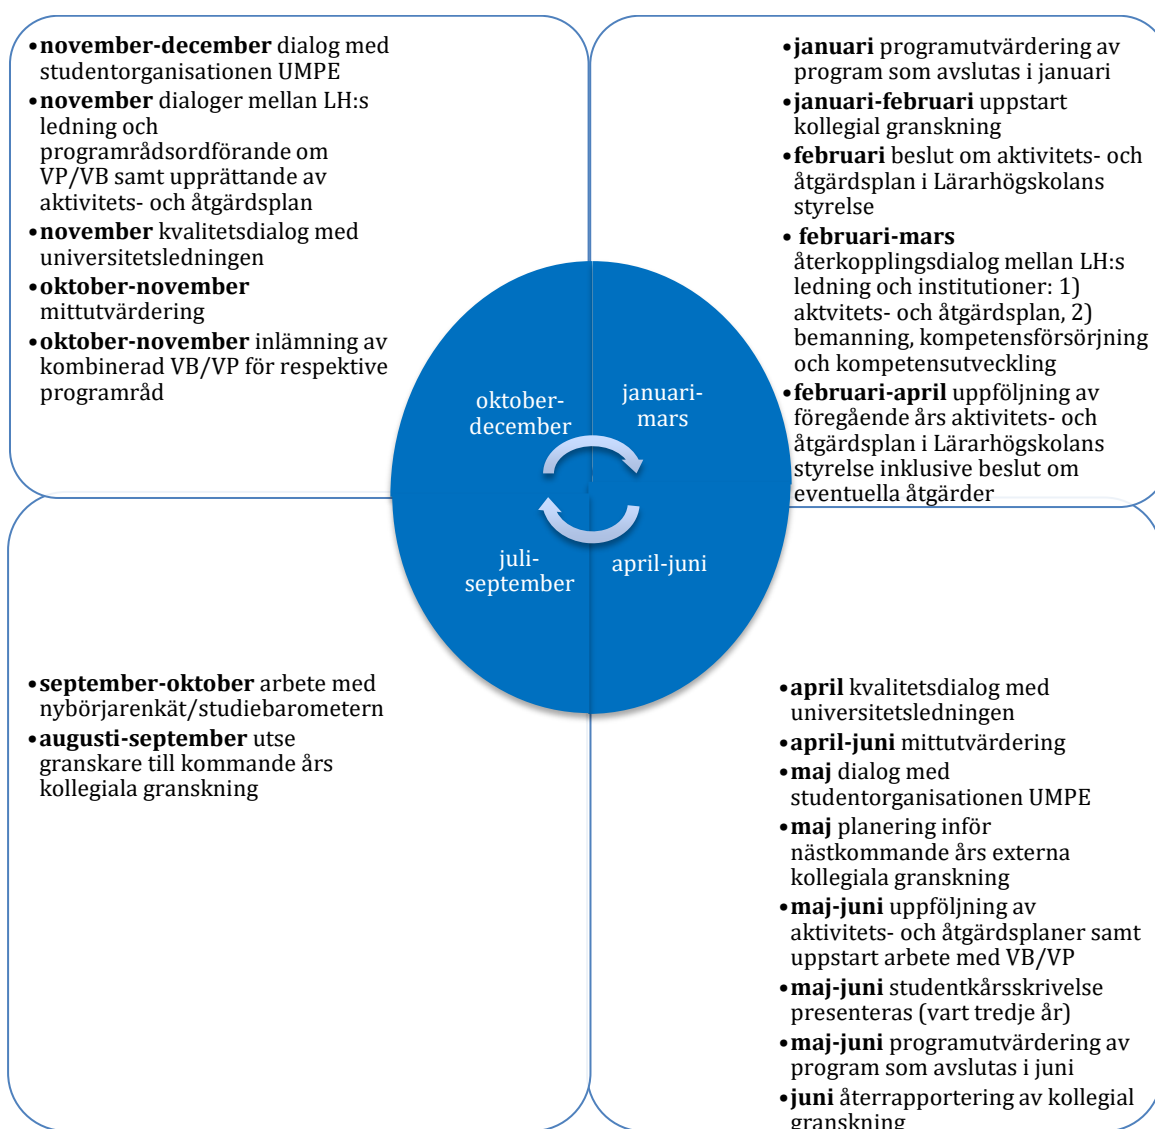 •november-december dialog med
studentorganisationen UMPE
•november dialoger mellan LH:s
ledning och
programrådsordförande om
VP/VB samt upprättande av
aktivitets- och åtgärdsplan
•november kvalitetsdialog med
universitetsledningen
•oktober-november
mittutvärdering
•oktober-november inlämning av
kombinerad VB/VP för respektive
programråd
•januari programutvärdering av
program som avslutas i januari
•januari-februari uppstart
kollegial granskning
•februari beslut om aktivitets- och
åtgärdsplan i Lärarhögskolans
styrelse
• februari-mars
återkopplingsdialog mellan LH:s
ledning och institutioner: 1)
aktvitets- och åtgärdsplan, 2)
bemanning, kompetensförsörjning
och kompetensutveckling
•februari-april uppföljning av
föregående års aktivitets- och
åtgärdsplan i Lärarhögskolans
styrelse inklusive beslut om
eventuella åtgärder
oktober-
december
januari-
mars
juli-
september
april-juni
•september-oktober arbete med
nybörjarenkät/studiebarometern
•augusti-september utse
granskare till kommande års
kollegiala granskning
•april kvalitetsdialog med
universitetsledningen
•april-juni mittutvärdering
•maj dialog med
studentorganisationen UMPE
•maj planering inför
nästkommande års externa
kollegiala granskning
•maj-juni uppföljning av
aktivitets- och åtgärdsplaner samt
uppstart arbete med VB/VP
•maj-juni studentkårsskrivelse
presenteras (vart tredje år)
•maj-juni programutvärdering av
program som avslutas i juni
•juni återrapportering av kollegial
granskning